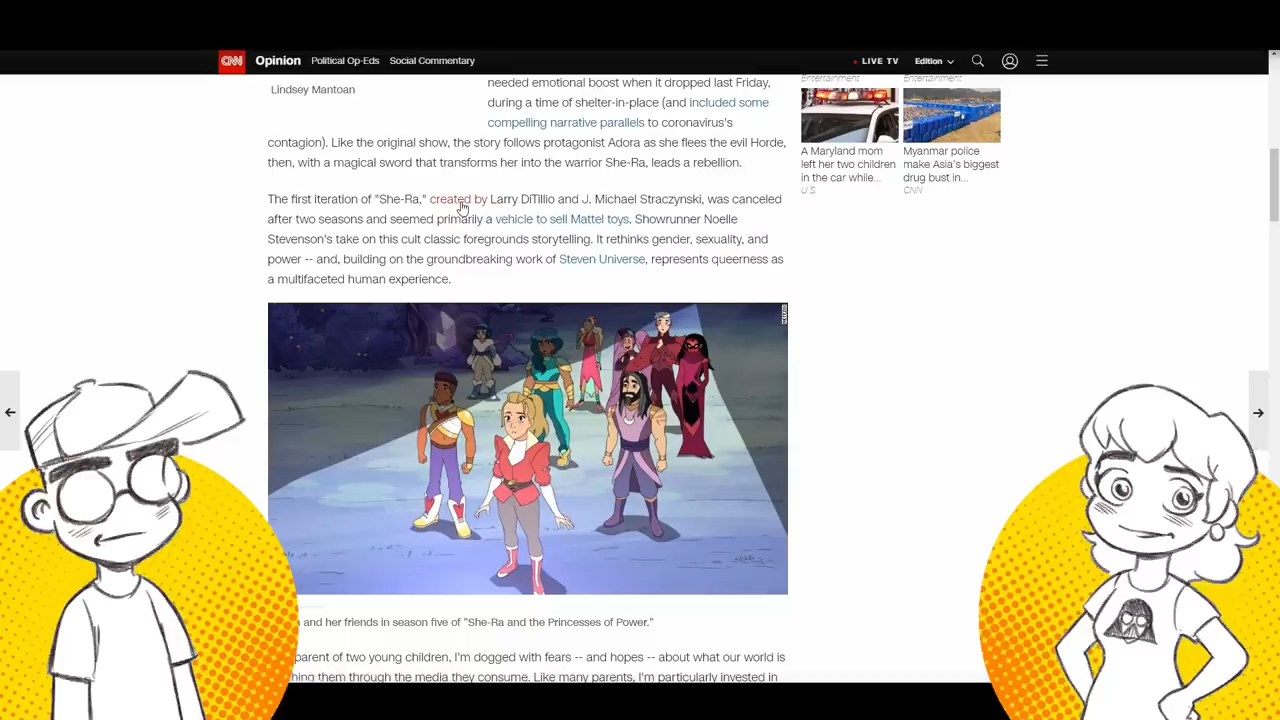 CNN Opinion Political Op-Eds Social Commentary LIVE TV Edition
Lindsey Mantoan
needed emotional boost when it dropped last Friday,
during a time of shelter-in-place (and included some
compelling narrative parallels to coronavirus's
contagion). Like the original show, the story follows protagonist Adora as she flees the evil Horde,
then, with a magical sword that transforms her into the warrior She-Ra, leads a rebellion.
The first iteration of "She-Ra," created by Larry DiTillio and J. Michael Straczynski, was canceled
after two seasons and seemed primarily a vehicle to sell Mattel toys. Showrunner Noelle
Stevenson's take on this cult classic foregrounds storytelling. It rethinks gender, sexuality, and
power -- and, building on the groundbreaking work of Steven Universe, represents queerness as
a multifaceted human experience.
NETFLIX
and her friends in season five of "She-Ra and the Princesses of Power."
parent of two young children, I'm dogged with fears -- and hopes -- about what our world is
them through the media they consume. Like many parents, I'm particularly invested in
Entertainment
Entertainment
A Maryland mom
left her two children
in the car while...
U.S.
Myanmar police
make Asia's biggest
drug bust in...
CNN